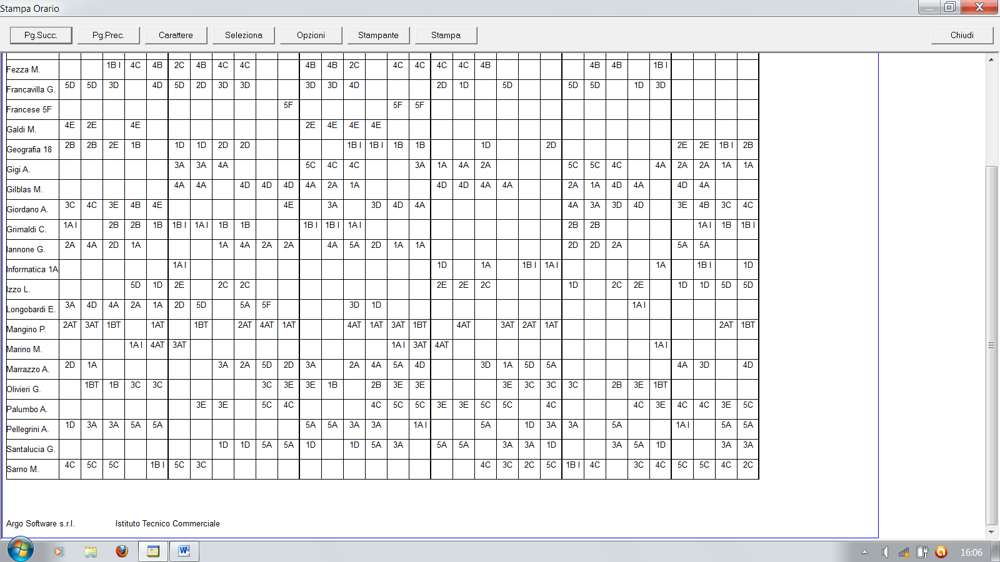 Stampa Orario
Pg.Succ. Pg.Prec. Carattere Seleziona Opzioni Stampante Stampa Chiudi
Fezza M. 1B I 4C 4B 2C 4B 4C 4C 4B 4B 2C 4C 4C 4C 4C 4B 4B 4B 1B I
Francavilla G. 5D 5D 3D 4D 5D 2D 3D 3D 3D 3D 4D 2D 1D 5D 5D 5D 1D 3D
Francese 5F 5F 5F 5F
Galdi M. 4E 2E 4E 2E 4E 4E 4E
Geografia 18 2B 2B 2E 1B 1D 1D 2D 2D 1B I 1B I 1B 1B 1D 2D 2E 2E 1B I 2B
Gigi A. 3A 3A 4A 5C 4C 4C 3A 1A 4A 2A 5C 5C 4C 4A 2A 2A 1A 1A
Gilblas M. 4A 4A 4D 4D 4D 4A 2A 1A 4D 4D 4A 4A 2A 1A 4D 4A 4D 4A
Giordano A. 3C 4C 3E 4B 4E 4E 3A 3D 4D 4A 4A 3A 3D 4D 3E 4B 3C 4C
Grimaldi C. 1A I 2B 2B 1B 1B I 1A I 1B 1B 1B I 1B I 1A I 2B 2B 1A I 1B 1B I
Iannone G. 2A 4A 2D 1A 1A 4A 2A 2A 4A 5A 2D 1A 1A 2D 2D 2A 5A 5A
Informatica 1A 1A I 1D 1A 1B I 1A I 1A 1B I 1D
Izzo L. 5D 1D 2E 2C 2C 2E 2E 2C 1D 2C 2E 1D 1D 5D 5D
Longobardi E. 3A 4D 4A 2A 1A 2D 5D 5A 5F 3D 1D 1A I
Mangino P. 2AT 3AT 1BT 1AT 1BT 2AT 4AT 1AT 4AT 1AT 3AT 1BT 4AT 3AT 2AT 1AT 2AT 1BT
Marino M. 1A I 4AT 3AT 1A I 3AT 4AT 1A I
Marrazzo A. 2D 1A 3A 2A 5D 2D 3A 2A 4A 5A 4D 3D 1A 5D 5A 4A 3D 4D
Olivieri G. 1BT 1B 3C 3C 3C 3E 3E 1B 2B 3E 3E 3E 3C 3C 3C 2B 3E 1BT
Palumbo A. 3E 3E 5C 4C 4C 5C 5C 3E 3E 5C 5C 4C 4C 3E 4C 4C 3E 5C
Pellegrini A. 1D 3A 3A 5A 5A 5A 5A 3A 3A 1A I 5A 1D 3A 3A 5A 1A I 5A 5A
Santalucia G. 1D 1D 5A 5A 1D 1D 5A 3A 5A 5A 3A 3A 1D 3A 5A 1D 3A 3A
Sarno M. 4C 5C 5C 1B I 5C 3C 4C 3C 2C 5C 1B I 4C 3C 4C 5C 5C 4C 2C
Argo Software s.r.l. Istituto Tecnico Commerciale
16:06